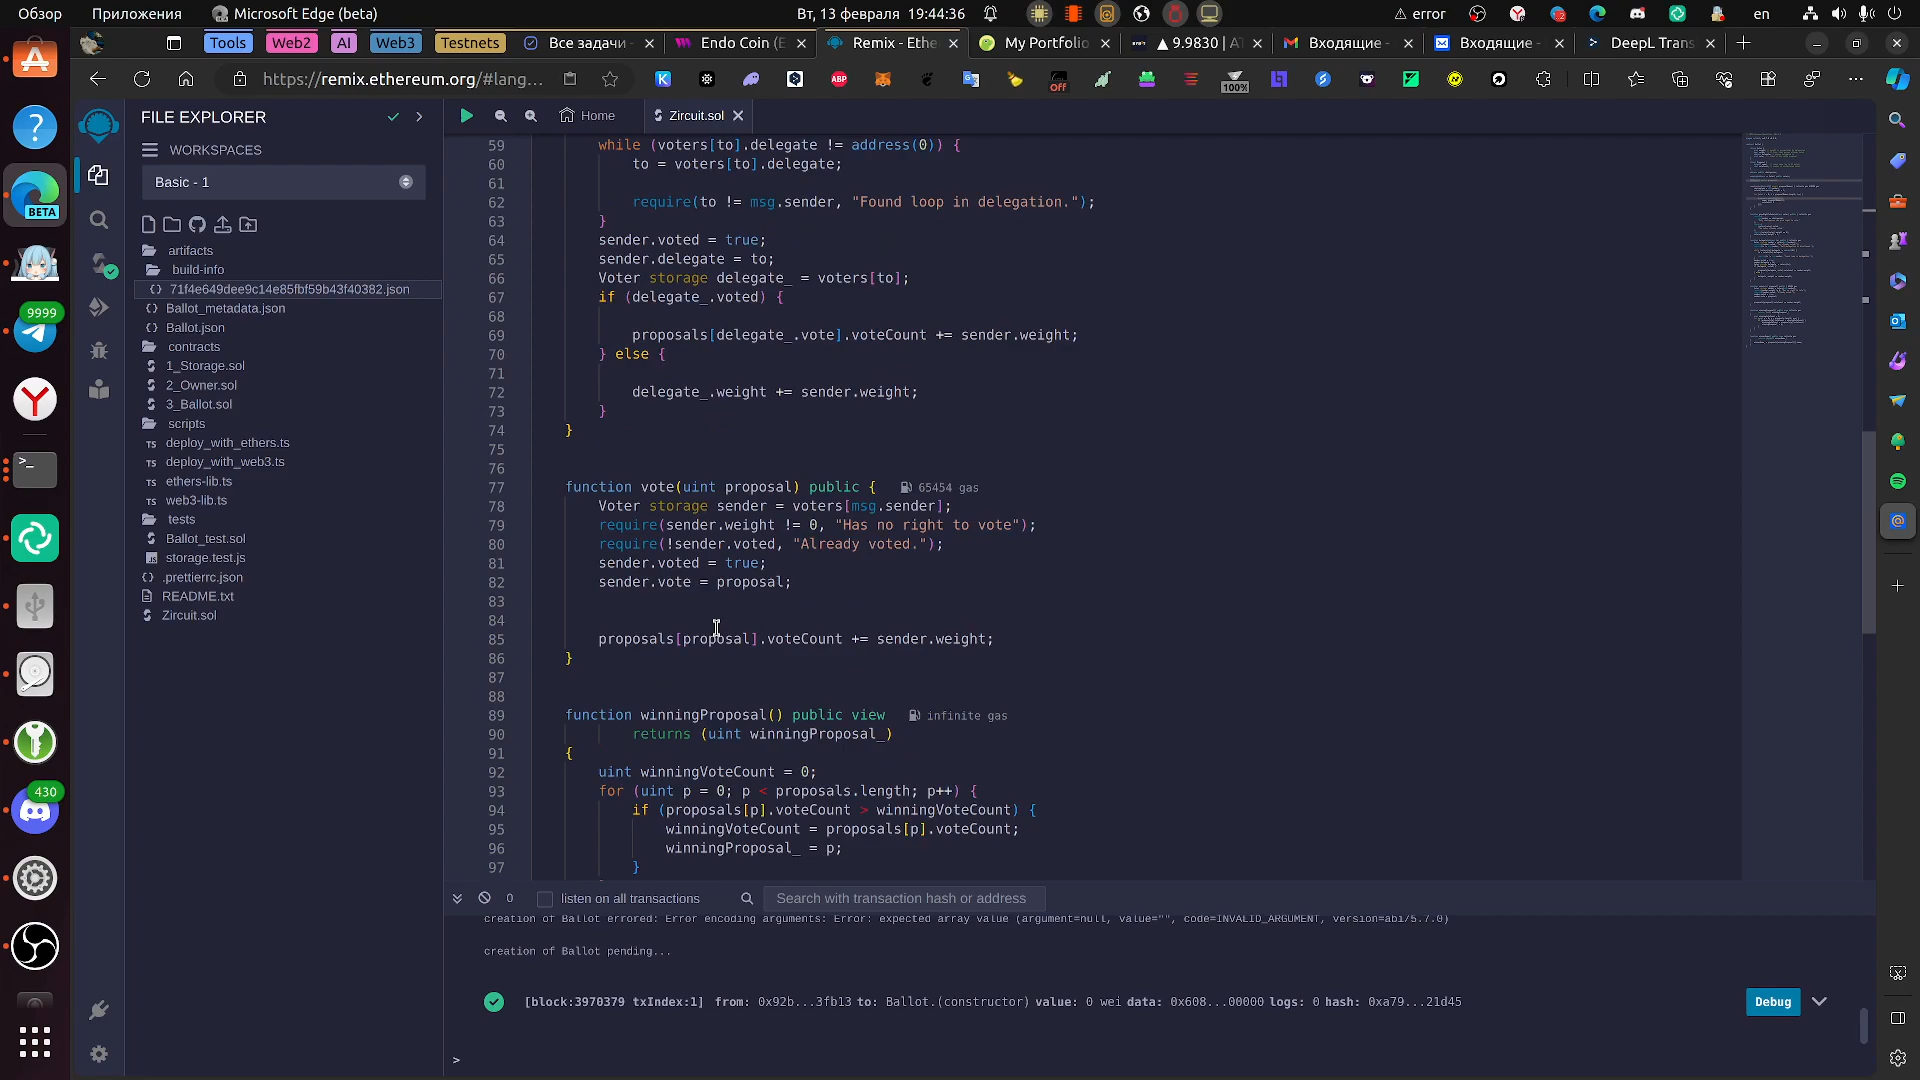 Обзор Приложения Microsoft Edge (beta) Вт, 13 февраля 19:44:36 error en
Tools Web2 AI Web3 Testnets Все задачи - Endo Coin (E Remix - Ethe My Portfolio ▲9.9830 | AT Входящие - Входящие - DeepL Trans
https://remix.ethereum.org/#lang... ABP Off 100%
FILE EXPLORER
WORKSPACES
Basic - 1
artifacts
build-info
71f4e649dee9c14e85fbf59b43f40382.json
Ballot_metadata.json
Ballot.json
contracts
1_Storage.sol
2_Owner.sol
3_Ballot.sol
scripts
TS deploy_with_ethers.ts
TS deploy_with_web3.ts
TS ethers-lib.ts
TS web3-lib.ts
tests
Ballot_test.sol
JS storage.test.js
.prettierrc.json
README.txt
Zircuit.sol
BETA
9999
430
Home Zircuit.sol
59 while (voters[to].delegate != address(0)) {
60 to = voters[to].delegate;
61
62 require(to != msg.sender, "Found loop in delegation.");
63 }
64 sender.voted = true;
65 sender.delegate = to;
66 Voter storage delegate_ = voters[to];
67 if (delegate_.voted) {
68
69 proposals[delegate_.vote].voteCount += sender.weight;
70 } else {
71
72 delegate_.weight += sender.weight;
73 }
74 }
75
76
77 function vote(uint proposal) public { 65454 gas
78 Voter storage sender = voters[msg.sender];
79 require(sender.weight != 0, "Has no right to vote");
80 require(!sender.voted, "Already voted.");
81 sender.voted = true;
82 sender.vote = proposal;
83
84
85 proposals[proposal].voteCount += sender.weight;
86 }
87
88
89 function winningProposal() public view infinite gas
90 returns (uint winningProposal_)
91 {
92 uint winningVoteCount = 0;
93 for (uint p = 0; p < proposals.length; p++) {
94 if (proposals[p].voteCount > winningVoteCount) {
95 winningVoteCount = proposals[p].voteCount;
96 winningProposal_ = p;
97 }
0 listen on all transactions Search with transaction hash or address
creation of Ballot errored: Error encoding arguments: Error: expected array value (argument=null, value="", code=INVALID_ARGUMENT, version=abi/5.7.0)
creation of Ballot pending...
[block:3970379 txIndex:1] from: 0x92b...3fb13 to: Ballot.(constructor) value: 0 wei data: 0x608...00000 logs: 0 hash: 0xa79...21d45 Debug
>